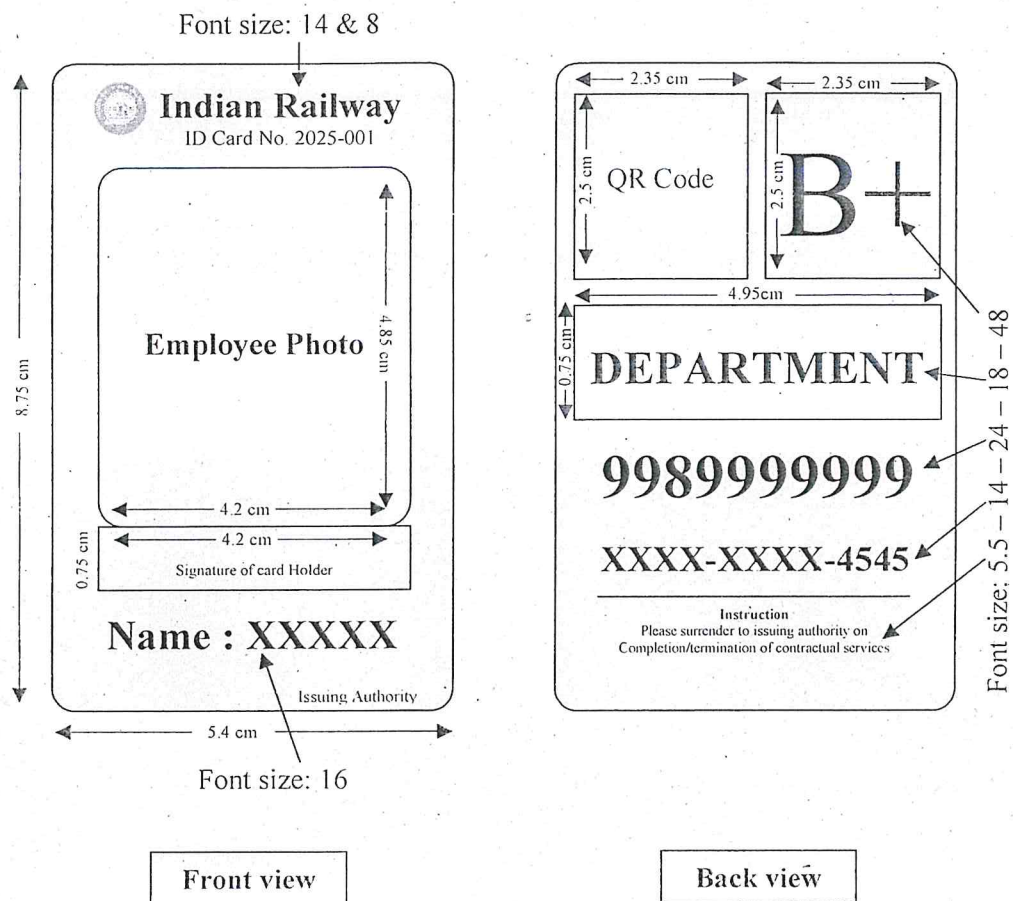 Font size: 14 & 8
Indian Railway
ID Card No. 2025-001
8.75 cm
Employee Photo
4.85 cm
4.2 cm
4.2 cm
0.75 cm
Signature of card Holder
Name : XXXXX
Issuing Authority
5.4 cm
Font size: 16
Front view
2.35 cm
2.35 cm
2.5 cm
QR Code
2.5 cm
B+
4.95cm
0.75 cm
DEPARTMENT
9989999999
XXXX-XXXX-4545
Instruction
Please surrender to issuing authority on
Completion/termination of contractual services
Font size: 5.5 – 14 – 24 – 18 – 48
Back view